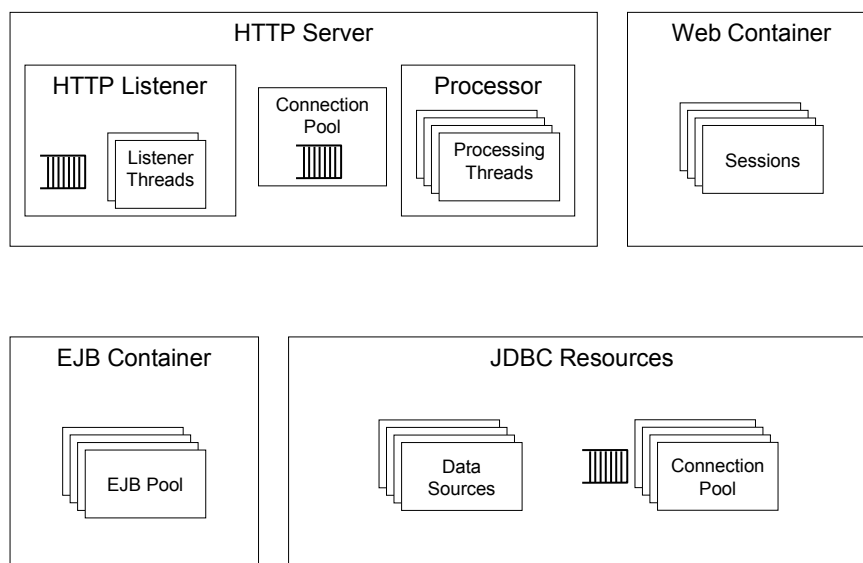 HTTP Server
HTTP Listener
Listener
Threads
Connection
Pool
Processor
Processing
Threads
Web Container
Sessions
EJB Container
EJB Pool
JDBC Resources
Data
Sources
Connection
Pool